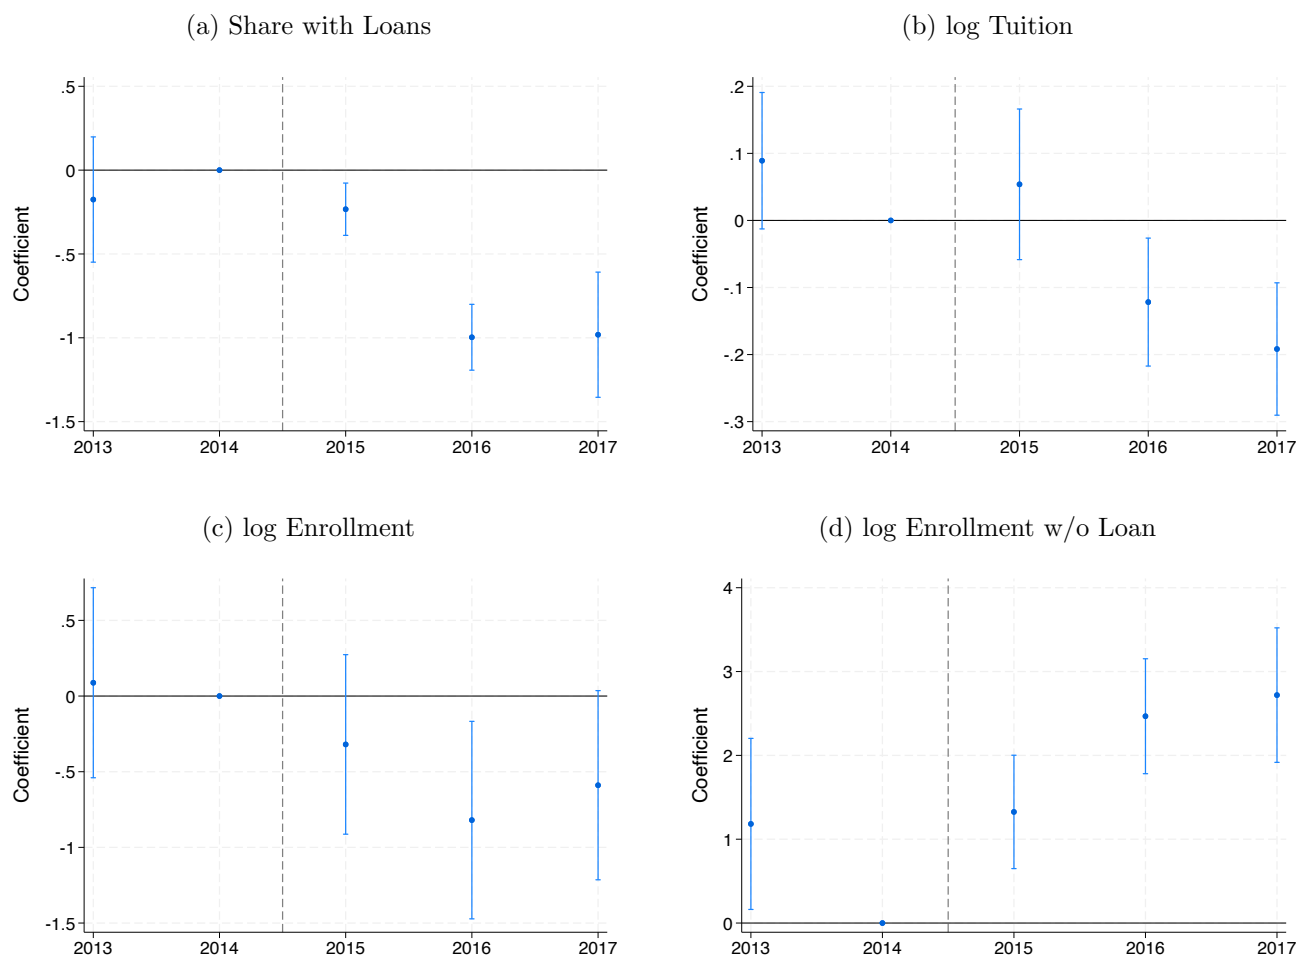 (a) Share with Loans
.5
0
-.5
-1
-1.5
Coefficient
2013 2014 2015 2016 2017
(b) log Tuition
.2
.1
0
-.1
-.2
-.3
Coefficient
2013 2014 2015 2016 2017
(c) log Enrollment
.5
0
-.5
-1
-1.5
Coefficient
2013 2014 2015 2016 2017
(d) log Enrollment w/o Loan
4
3
2
1
0
Coefficient
2013 2014 2015 2016 2017